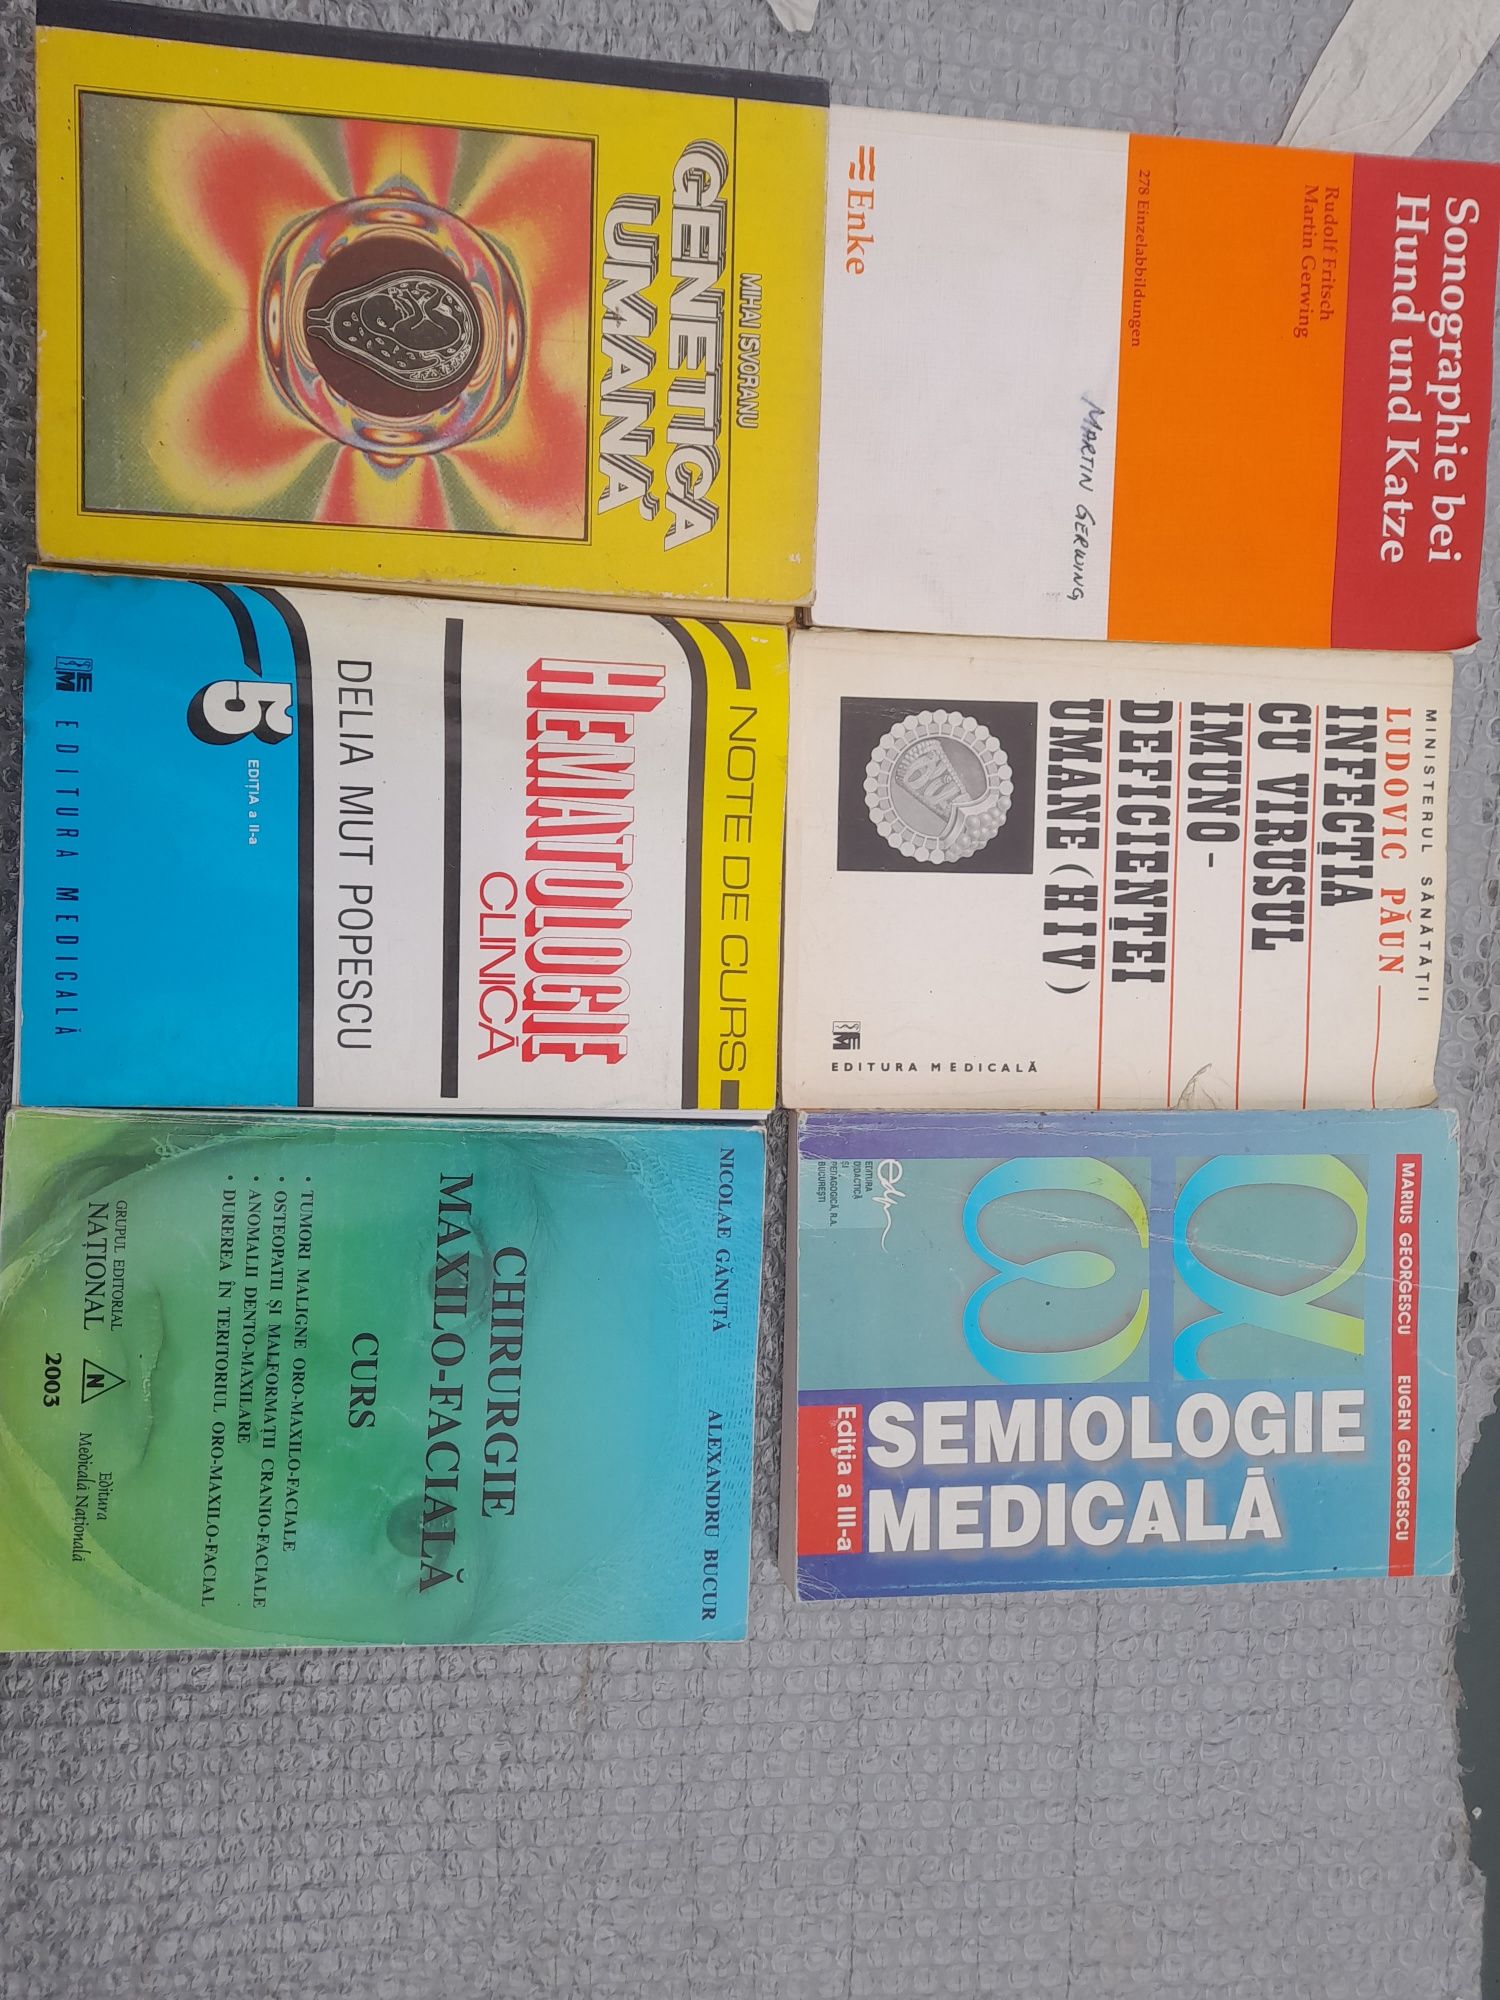 Sonographie bei
Hund und Katze
Rudolf Fritsch
Martin Gerwing
278 Einzelabbildungen
MARTIN GERWING
Enke
MIHAI ISVORANU
GENETICA
UMANĂ
MINISTERUL SĂNĂTĂȚII
LUDOVIC PĂUN
INFECȚIA
CU VIRUSUL
IMUNO-
DEFICIENȚEI
UMANE (HIV)
EM EDITURA MEDICALĂ
NOTE DE CURS
HEMATOLOGIE
CLINICĂ
DELIA MUT POPESCU
EDIȚIA a II-a
5
EM EDITURA MEDICALĂ
MARIUS GEORGESCU EUGEN GEORGESCU
α
ω
SEMIOLOGIE
MEDICALĂ
Ediția a III-a
edp
EDITURA
DIDACTICĂ
ȘI
PEDAGOGICĂ, R.A.
BUCUREȘTI
NICOLAE GĂNUȚĂ ALEXANDRU BUCUR
CHIRURGIE
MAXILO-FACIALĂ
CURS
• TUMORI MALIGNE ORO-MAXILO-FACIALE
• OSTEOPATII ȘI MALFORMAȚII CRANIO-FACIALE
• ANOMALII DENTO-MAXILARE
• DUREREA ÎN TERITORIUL ORO-MAXILO-FACIAL
GRUPUL EDITORIAL
NAȚIONAL
N
Editura
Medicală Națională
2003